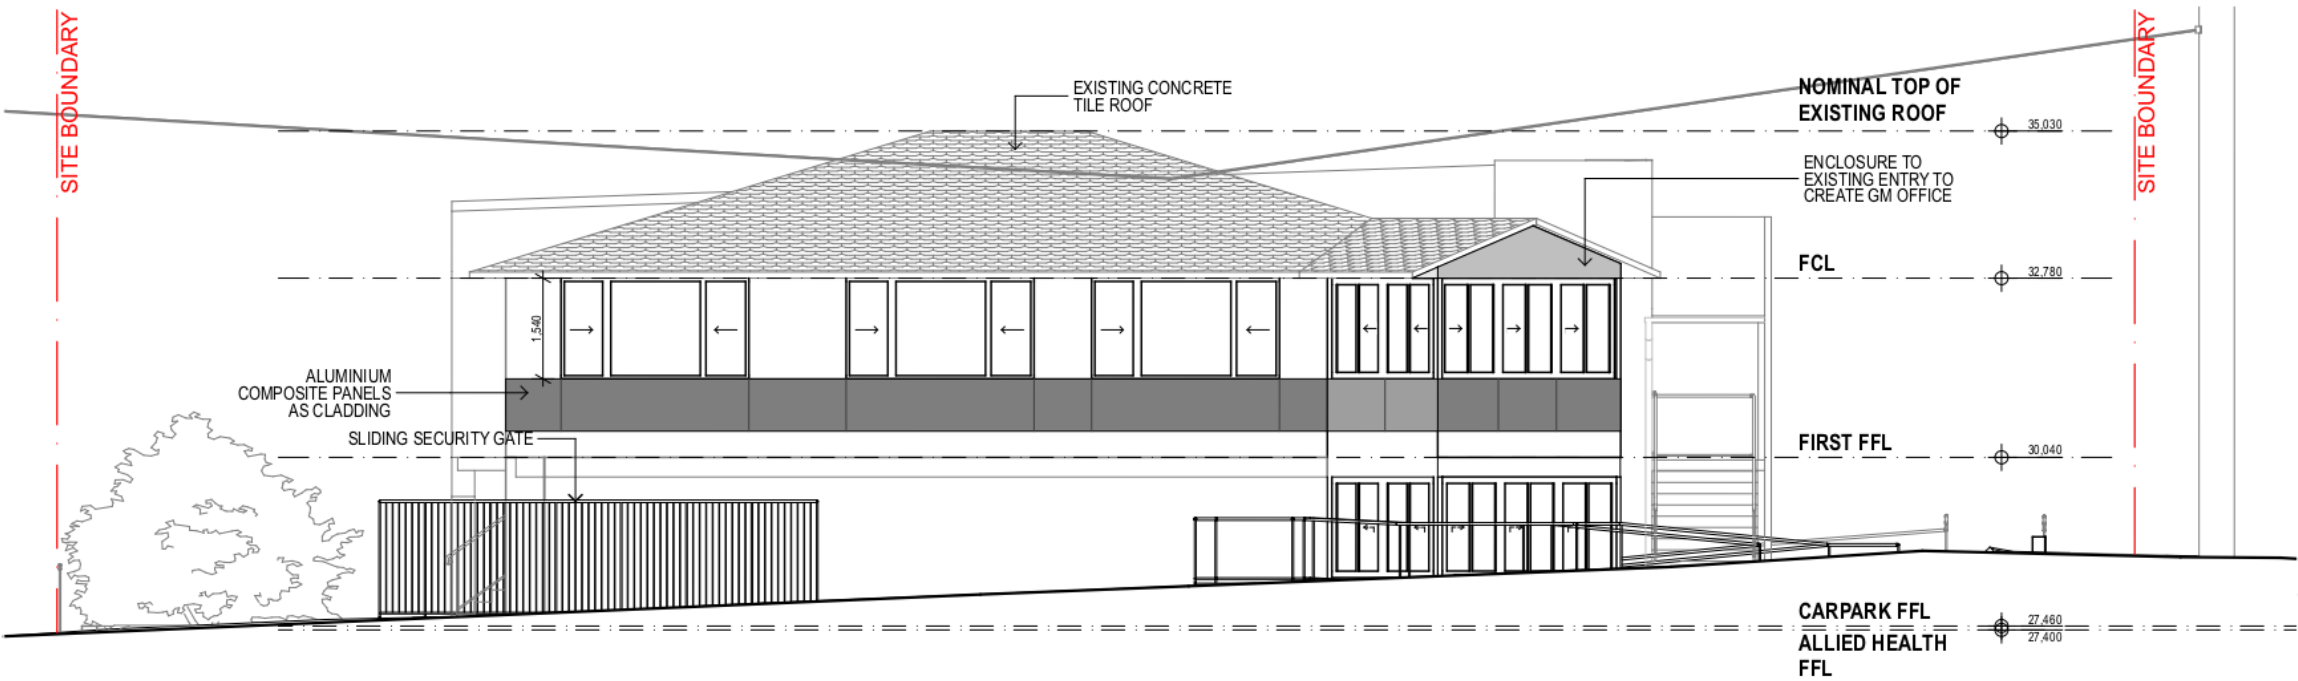 SITE BOUNDARY
EXISTING CONCRETE
TILE ROOF
NOMINAL TOP OF
EXISTING ROOF
35,030
SITE BOUNDARY
ENCLOSURE TO
EXISTING ENTRY TO
CREATE GM OFFICE
FCL
32,780
1,540
ALUMINIUM
COMPOSITE PANELS
AS CLADDING
SLIDING SECURITY GATE
FIRST FFL
30,040
CARPARK FFL
27,460
27,400
ALLIED HEALTH
FFL